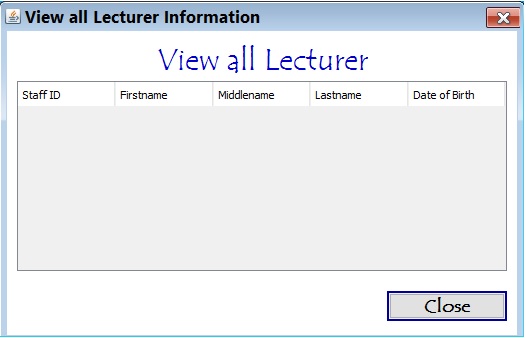 View all Lecturer Information
View all Lecturer
Staff ID Firstname Middlename Lastname Date of Birth
Close